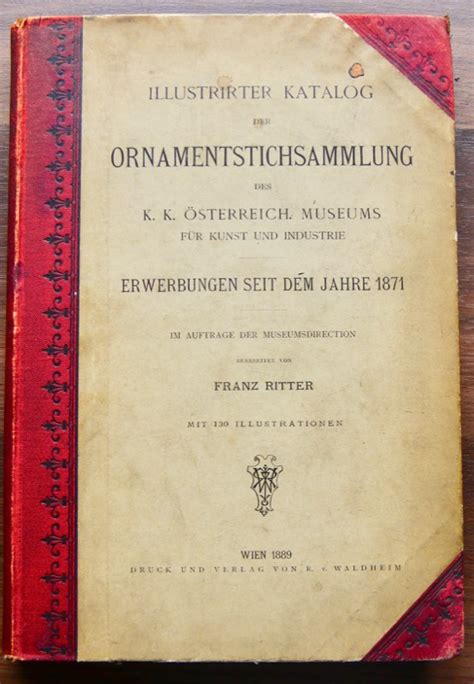 ILLUSTRIRTER KATALOG
DER
ORNAMENTSTICHSAMMLUNG
DES
K. K. ÖSTERREICH. MUSEUMS
FÜR KUNST UND INDUSTRIE
ERWERBUNGEN SEIT DEM JAHRE 1871
IM AUFTRAGE DER MUSEUMSDIRECTION
BEARBEITET VON
FRANZ RITTER
MIT 130 ILLUSTRATIONEN
WIEN 1889
DRUCK UND VERLAG VON R. v. WALDHEIM